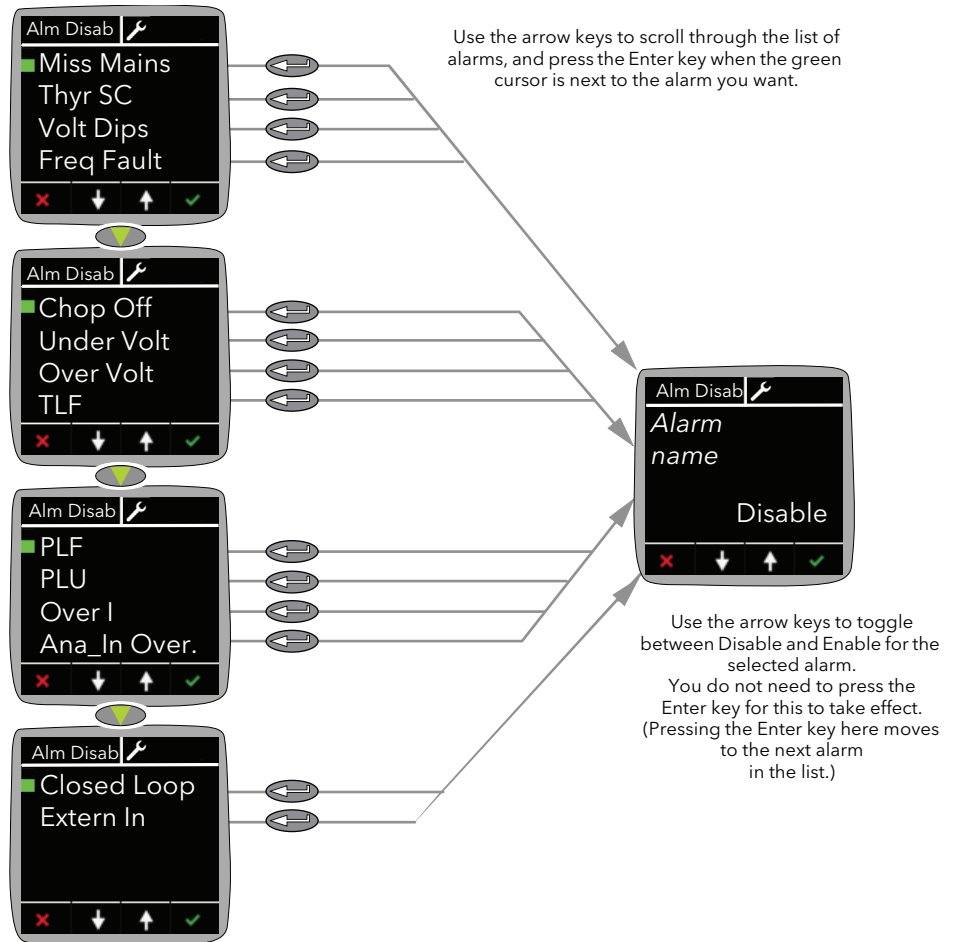 Alm Disab
Miss Mains
Thyr SC
Volt Dips
Freq Fault
Use the arrow keys to scroll through the list of
alarms, and press the Enter key when the green
cursor is next to the alarm you want.
Alm Disab
Chop Off
Under Volt
Over Volt
TLF
Alm Disab
PLF
PLU
Over I
Ana_In Over.
Alm Disab
Closed Loop
Extern In
Alm Disab
Alarm
name
Disable
Use the arrow keys to toggle
between Disable and Enable for the
selected alarm.
You do not need to press the
Enter key for this to take effect.
(Pressing the Enter key here moves
to the next alarm
in the list.)